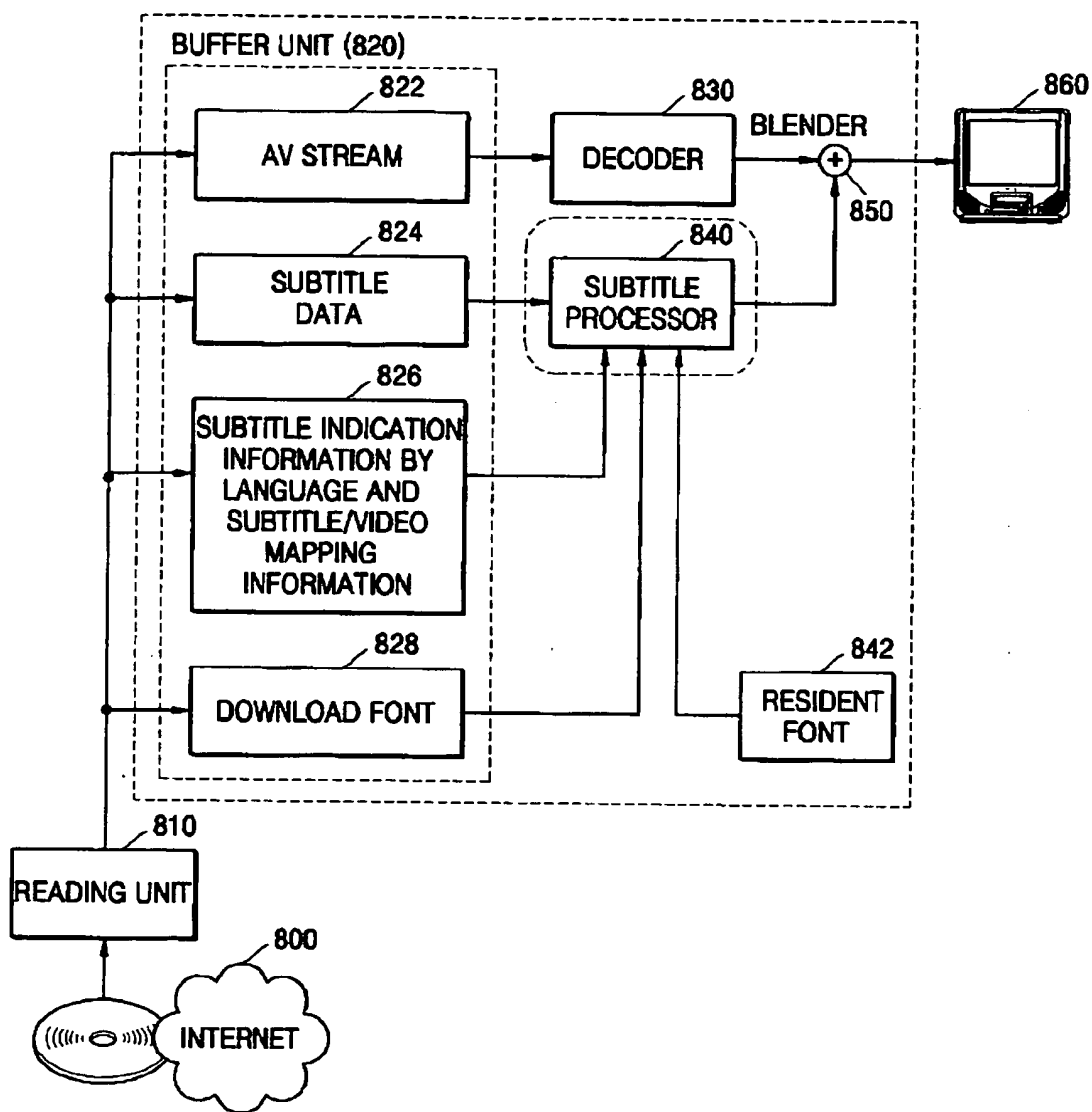 BUFFER UNIT (820)
822
AV STREAM
830
DECODER
BLENDER
+
850
860
824
SUBTITLE
DATA
840
SUBTITLE
PROCESSOR
826
SUBTITLE INDICATION
INFORMATION BY
LANGUAGE AND
SUBTITLE/VIDEO
MAPPING
INFORMATION
828
DOWNLOAD FONT
842
RESIDENT
FONT
810
READING UNIT
800
INTERNET